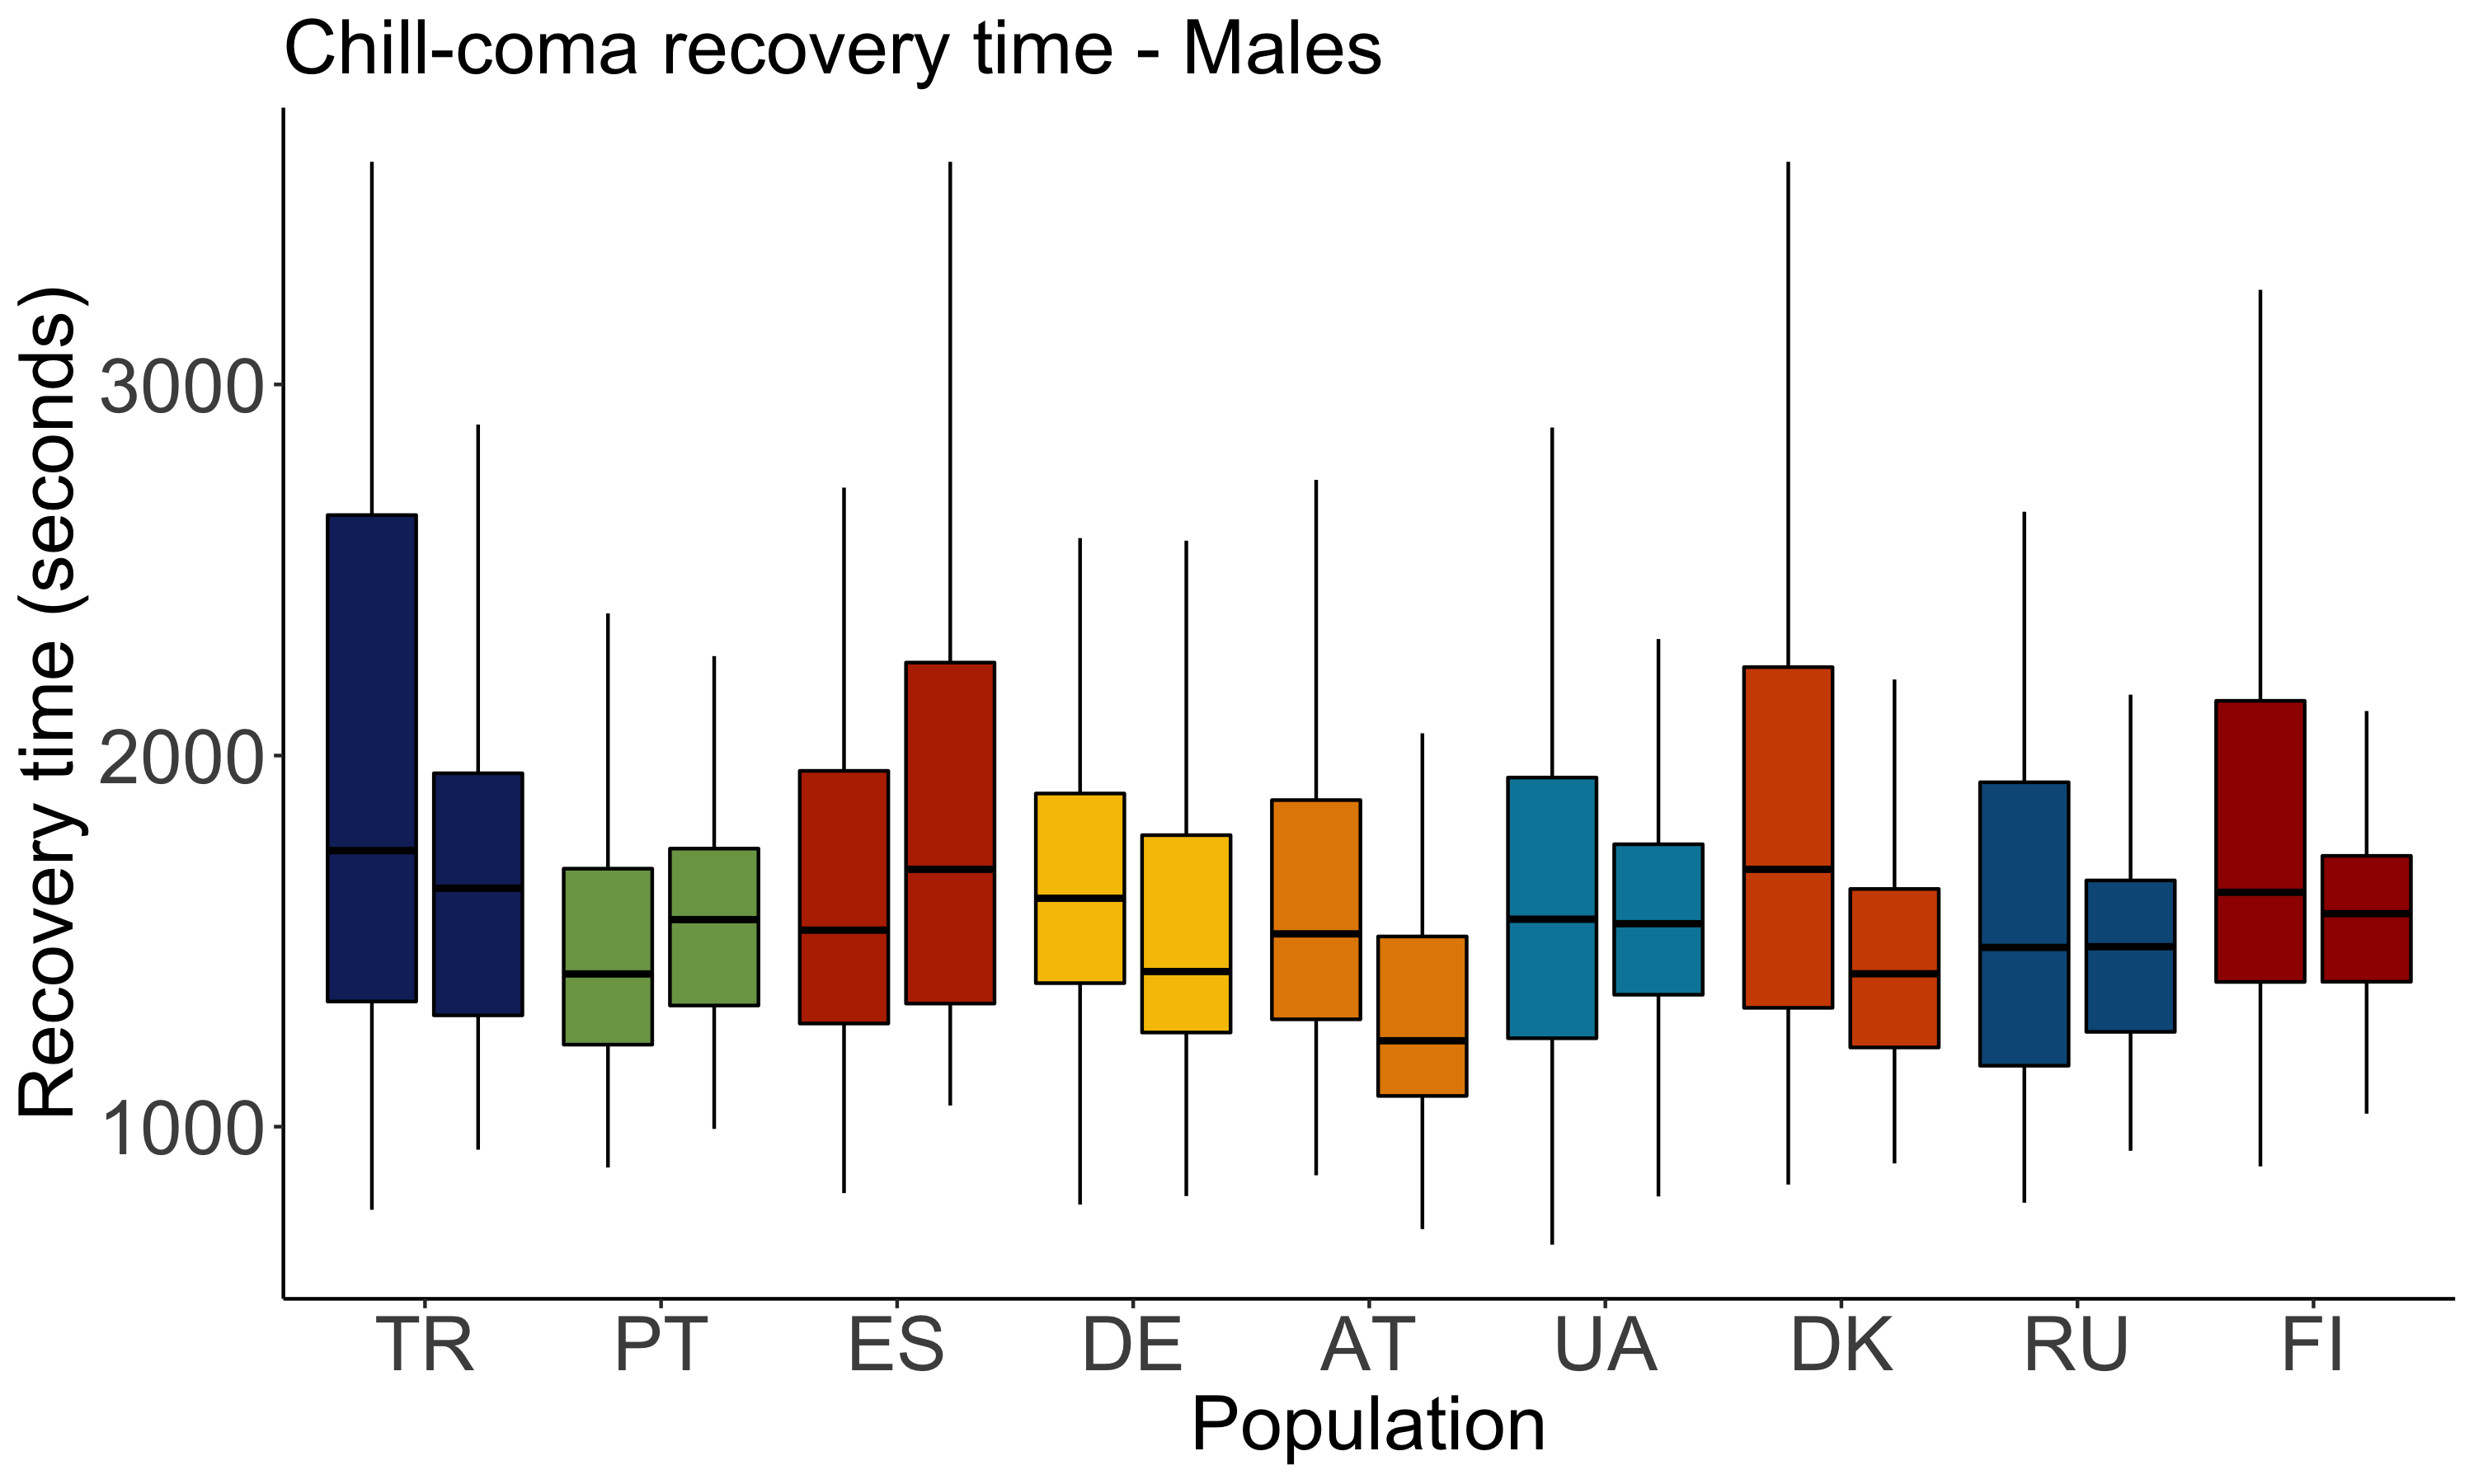 Chill-coma recovery time - Males
Recovery time (seconds)
3000
2000
1000
TR PT ES DE AT UA DK RU FI
Population